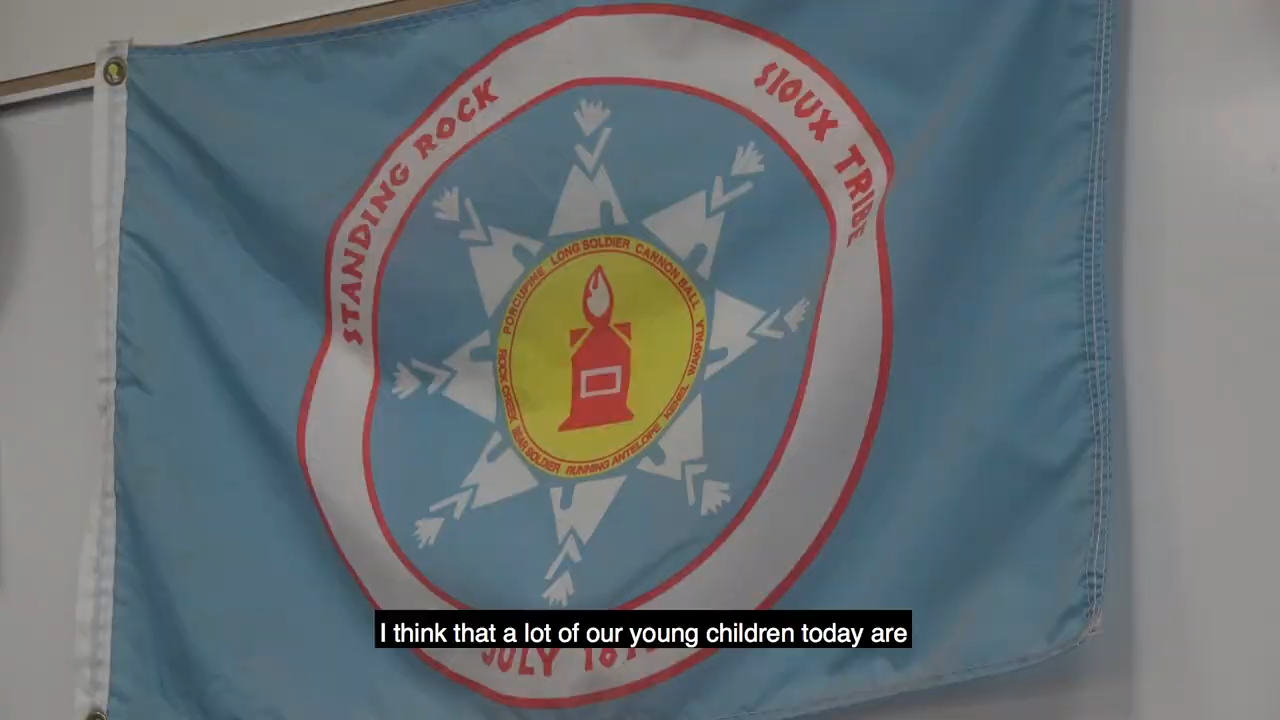 STANDING ROCK
SIOUX TRIBE
LONG SOLDIER
CANNON BALL
WAKPALA
KENEL
RUNNING ANTELOPE
BEAR SOLDIER
ROCK CREEK
PORCUPINE
I think that a lot of our young children today are
JULY